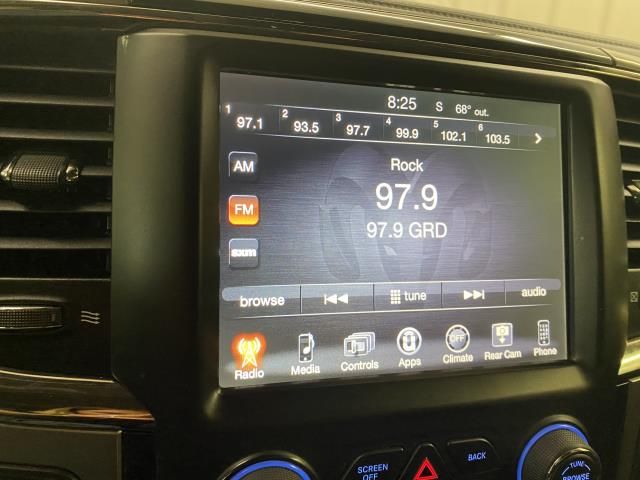 8:25 S 68° out.
1 97.1 2 93.5 3 97.7 4 99.9 5 102.1 6 103.5
AM
Rock
FM
97.9
97.9 GRD
sxm
browse tune audio
Radio Media Controls Apps OFF Climate Rear Cam Phone
SCREEN OFF
BACK
TUNE
BROWSE